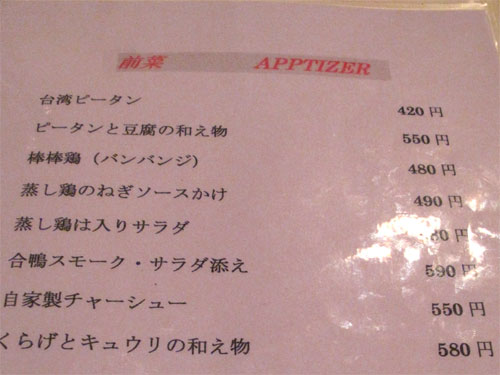 前菜 APPTIZER
台湾ピータン 420円
ピータンと豆腐の和え物 550円
棒棒鶏（バンバンジ） 480円
蒸し鶏のねぎソースかけ 490円
蒸し鶏は入りサラダ 円
合鴨スモーク・サラダ添え 590円
自家製チャーシュー 550円
くらげとキュウリの和え物 580円